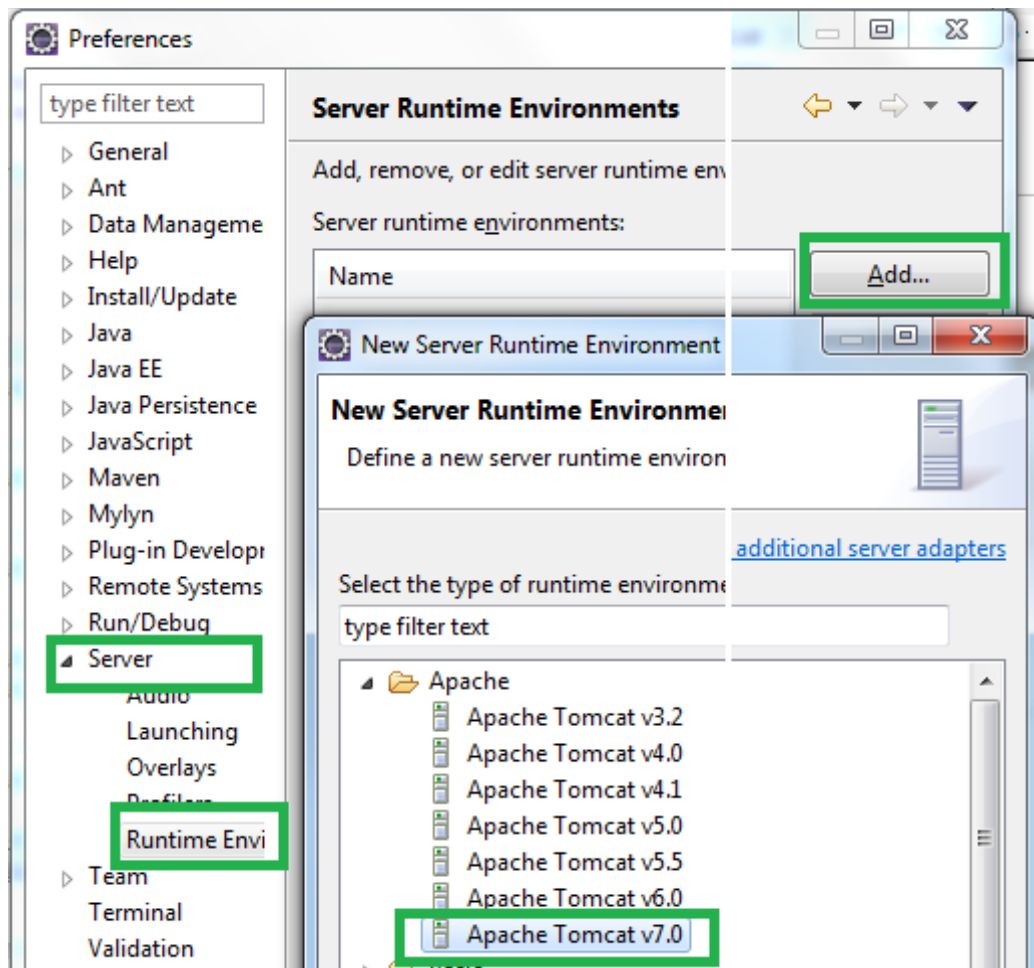 Preferences
type filter text
General
Ant
Data Manageme
Help
Install/Update
Java
Java EE
Java Persistence
JavaScript
Maven
Mylyn
Plug-in Developr
Remote Systems
Run/Debug
Server
Audio
Launching
Overlays
Profilers
Runtime Envi
Team
Terminal
Validation
Server Runtime Environments
Add, remove, or edit server runtime env
Server runtime environments:
Name
Add...
New Server Runtime Environment
New Server Runtime Environme
Define a new server runtime environ
additional server adapters
Select the type of runtime environme
type filter text
Apache
Apache Tomcat v3.2
Apache Tomcat v4.0
Apache Tomcat v4.1
Apache Tomcat v5.0
Apache Tomcat v5.5
Apache Tomcat v6.0
Apache Tomcat v7.0